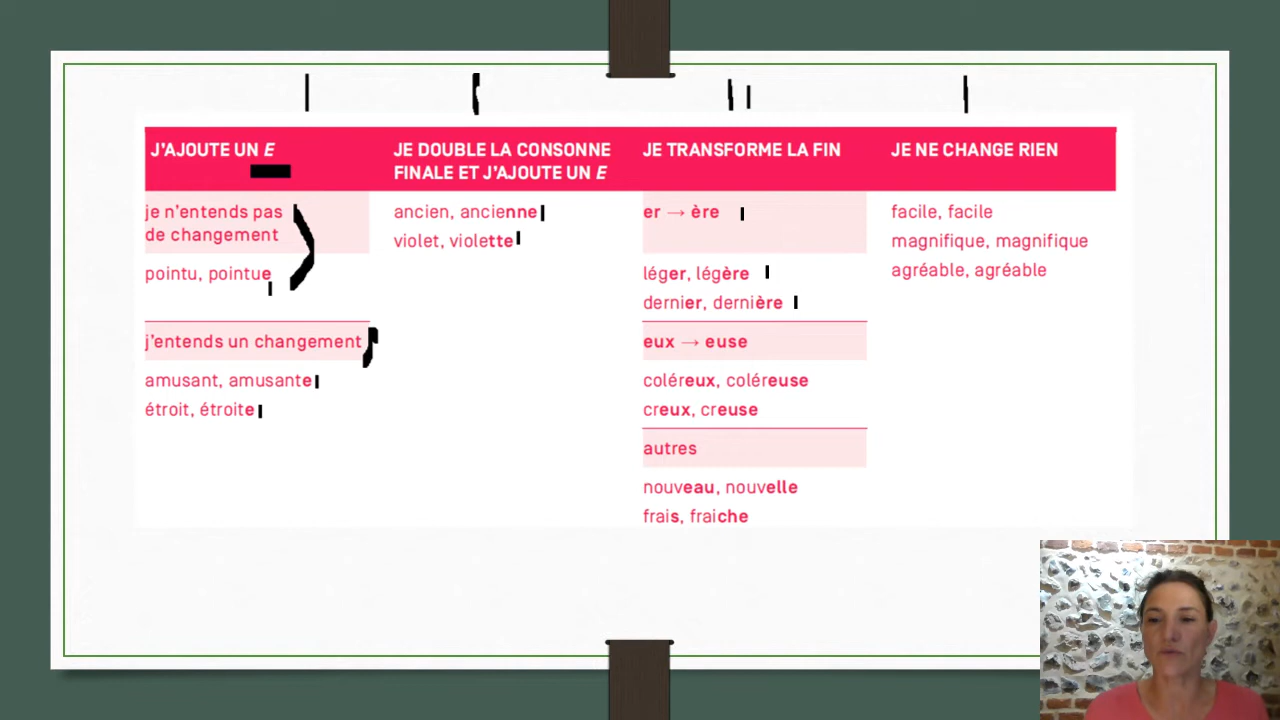 J'AJOUTE UN E
je n'entends pas
de changement
pointu, pointue
j'entends un changement
amusant, amusante
étroit, étroite
JE DOUBLE LA CONSONNE
FINALE ET J'AJOUTE UN E
ancien, ancienne
violet, violette
JE TRANSFORME LA FIN
er → ère
léger, légère
dernier, dernière
eux → euse
coléreux, coléreuse
creux, creuse
autres
nouveau, nouvelle
frais, fraiche
JE NE CHANGE RIEN
facile, facile
magnifique, magnifique
agréable, agréable